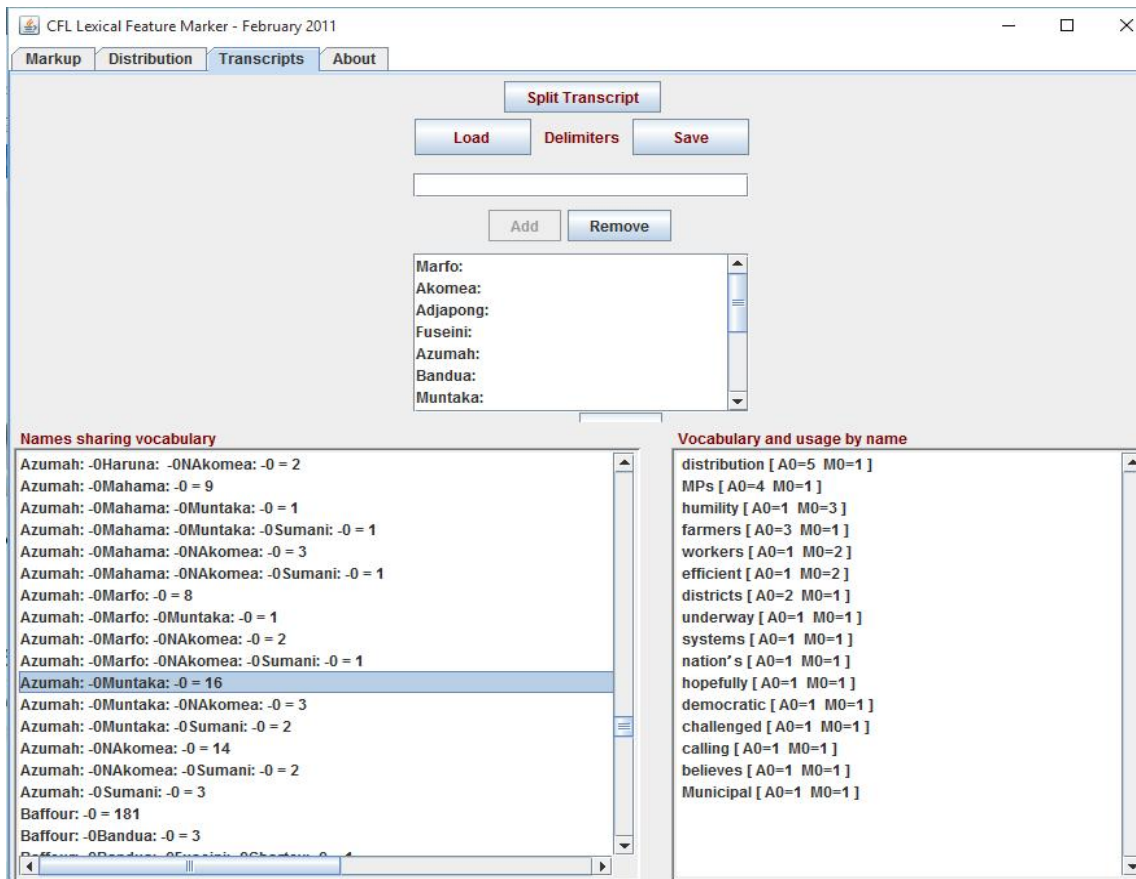 CFL Lexical Feature Marker - February 2011
Markup Distribution Transcripts About
Split Transcript
Load Delimiters Save
Add Remove
Marfo:
Akomea:
Adjapong:
Fuseini:
Azumah:
Bandua:
Muntaka:
Names sharing vocabulary
Azumah: -0Haruna: -0NAkomea: -0 = 2
Azumah: -0Mahama: -0 = 9
Azumah: -0Mahama: -0Muntaka: -0 = 1
Azumah: -0Mahama: -0Muntaka: -0Sumani: -0 = 1
Azumah: -0Mahama: -0NAkomea: -0 = 3
Azumah: -0Mahama: -0NAkomea: -0Sumani: -0 = 1
Azumah: -0Marfo: -0 = 8
Azumah: -0Marfo: -0Muntaka: -0 = 1
Azumah: -0Marfo: -0NAkomea: -0 = 2
Azumah: -0Marfo: -0NAkomea: -0Sumani: -0 = 1
Azumah: -0Muntaka: -0 = 16
Azumah: -0Muntaka: -0NAkomea: -0 = 3
Azumah: -0Muntaka: -0Sumani: -0 = 2
Azumah: -0NAkomea: -0 = 14
Azumah: -0NAkomea: -0Sumani: -0 = 2
Azumah: -0Sumani: -0 = 3
Baffour: -0 = 181
Baffour: -0Bandua: -0 = 3
Vocabulary and usage by name
distribution [ A0=5 M0=1 ]
MPs [ A0=4 M0=1 ]
humility [ A0=1 M0=3 ]
farmers [ A0=3 M0=1 ]
workers [ A0=1 M0=2 ]
efficient [ A0=1 M0=2 ]
districts [ A0=2 M0=1 ]
underway [ A0=1 M0=1 ]
systems [ A0=1 M0=1 ]
nation's [ A0=1 M0=1 ]
hopefully [ A0=1 M0=1 ]
democratic [ A0=1 M0=1 ]
challenged [ A0=1 M0=1 ]
calling [ A0=1 M0=1 ]
believes [ A0=1 M0=1 ]
Municipal [ A0=1 M0=1 ]